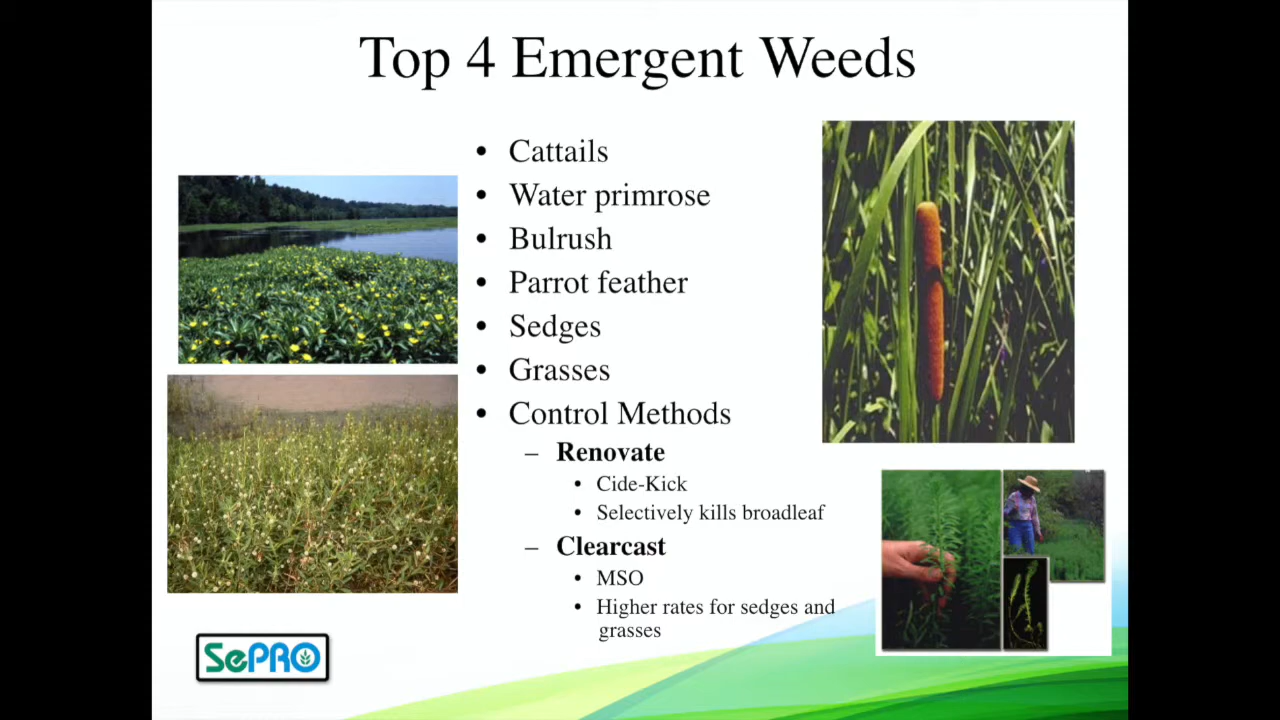 Top 4 Emergent Weeds
• Cattails
• Water primrose
• Bulrush
• Parrot feather
• Sedges
• Grasses
• Control Methods
– Renovate
• Cide-Kick
• Selectively kills broadleaf
– Clearcast
• MSO
• Higher rates for sedges and
grasses
SePRO